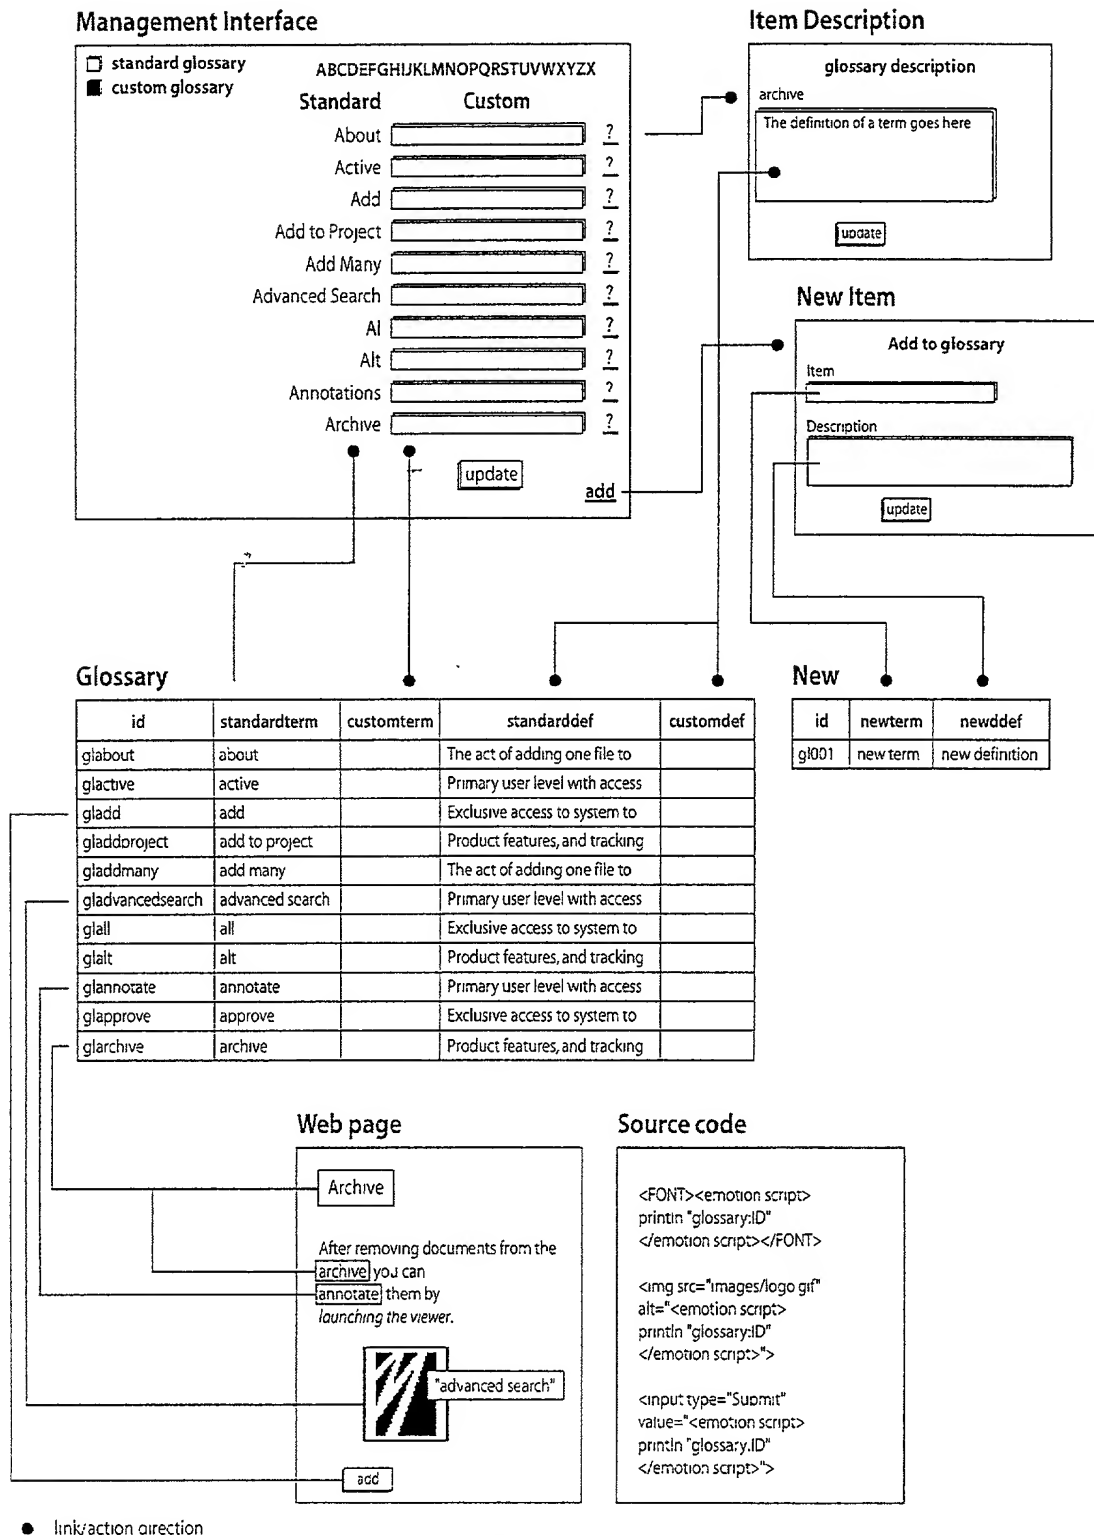 Management Interface
standard glossary
custom glossary
ABCDEFGHIJKLMNOPQRSTUVWXYZX
Standard Custom
About ?
Active ?
Add ?
Add to Project ?
Add Many ?
Advanced Search ?
Al ?
Alt ?
Annotations ?
Archive ?
update
add
Item Description
glossary description
archive
The definition of a term goes here
update
New Item
Add to glossary
Item
Description
update
Glossary
id standardterm customterm standarddef customdef
glabout about The act of adding one file to
glactive active Primary user level with access
gladd add Exclusive access to system to
gladdproject add to project Product features, and tracking
gladdmany add many The act of adding one file to
gladvancedsearch advanced search Primary user level with access
glall all Exclusive access to system to
glalt alt Product features, and tracking
glannotate annotate Primary user level with access
glapprove approve Exclusive access to system to
glarchive archive Product features, and tracking
New
id newterm newddef
gl001 new term new definition
Web page
Archive
After removing documents from the
archive you can
annotate them by
launching the viewer.
"advanced search"
add
Source code
<FONT><emotion script>
println "glossary:ID"
</emotion script></FONT>
<img src="images/logo gif"
alt="<emotion script>
println "glossary:ID"
</emotion script>">
<input type="Submit"
value="<emotion script>
println "glossary.ID"
</emotion script>">
link/action direction